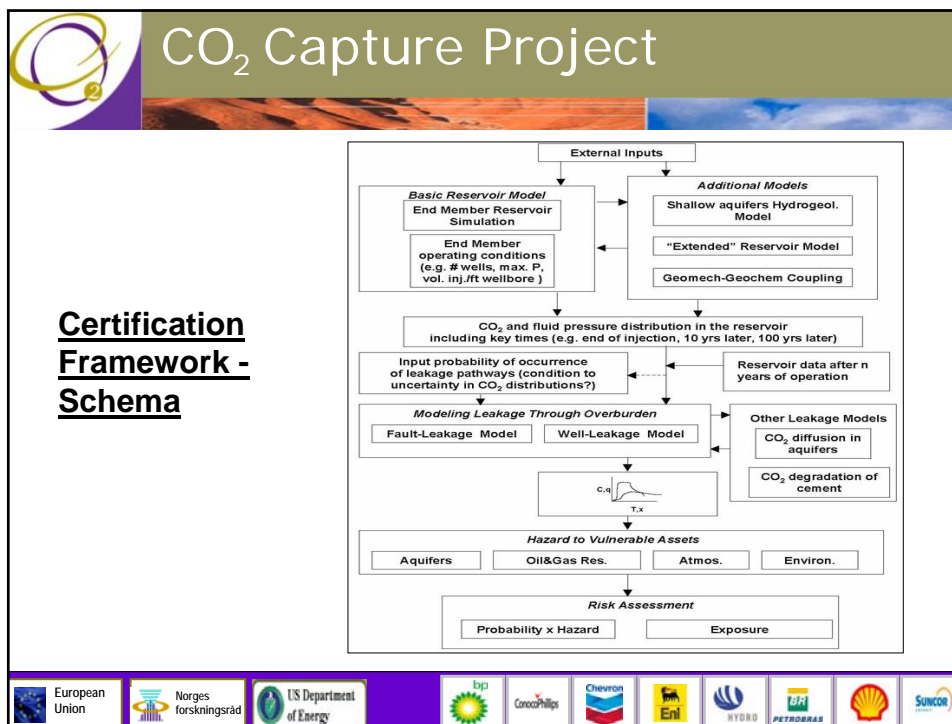 CO₂ Capture Project
2
Certification
Framework -
Schema
External Inputs
Basic Reservoir Model
End Member Reservoir
Simulation
End Member
operating conditions
(e.g. # wells, max. P,
vol. inj./ft wellbore )
Additional Models
Shallow aquifers Hydrogeol.
Model
“Extended” Reservoir Model
Geomech-Geochem Coupling
CO₂ and fluid pressure distribution in the reservoir
including key times (e.g. end of injection, 10 yrs later, 100 yrs later)
Input probability of occurrence
of leakage pathways (condition to
uncertainty in CO₂ distributions?)
Reservoir data after n
years of operation
Modeling Leakage Through Overburden
Fault-Leakage Model
Well-Leakage Model
Other Leakage Models
CO₂ diffusion in
aquifers
CO₂ degradation of
cement
C,q
T,x
Hazard to Vulnerable Assets
Aquifers
Oil&Gas Res.
Atmos.
Environ.
Risk Assessment
Probability x Hazard
Exposure
European
Union
Norges
forskningsråd
US Department
of Energy
bp
ConocoPhillips
Chevron
Eni
HYDRO
BR
PETROBRAS
SUNCOR